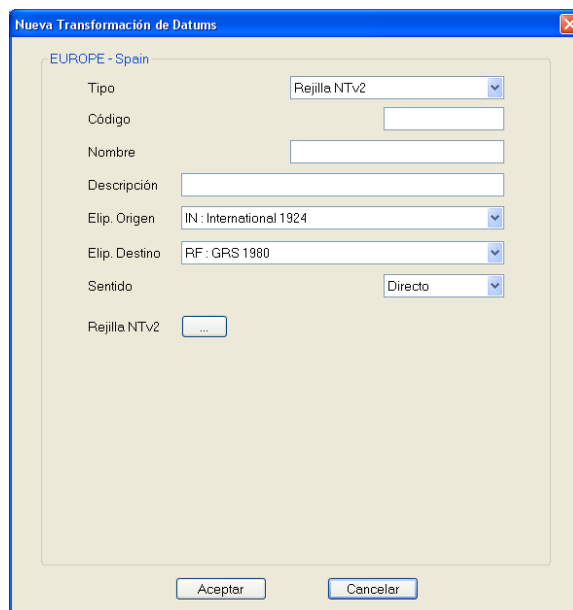 Nueva Transformación de Datums
EUROPE - Spain
Tipo Rejilla NTv2
Código
Nombre
Descripción
Elip. Origen IN : International 1924
Elip. Destino RF : GRS 1980
Sentido Directo
Rejilla NTv2 ...
Aceptar Cancelar